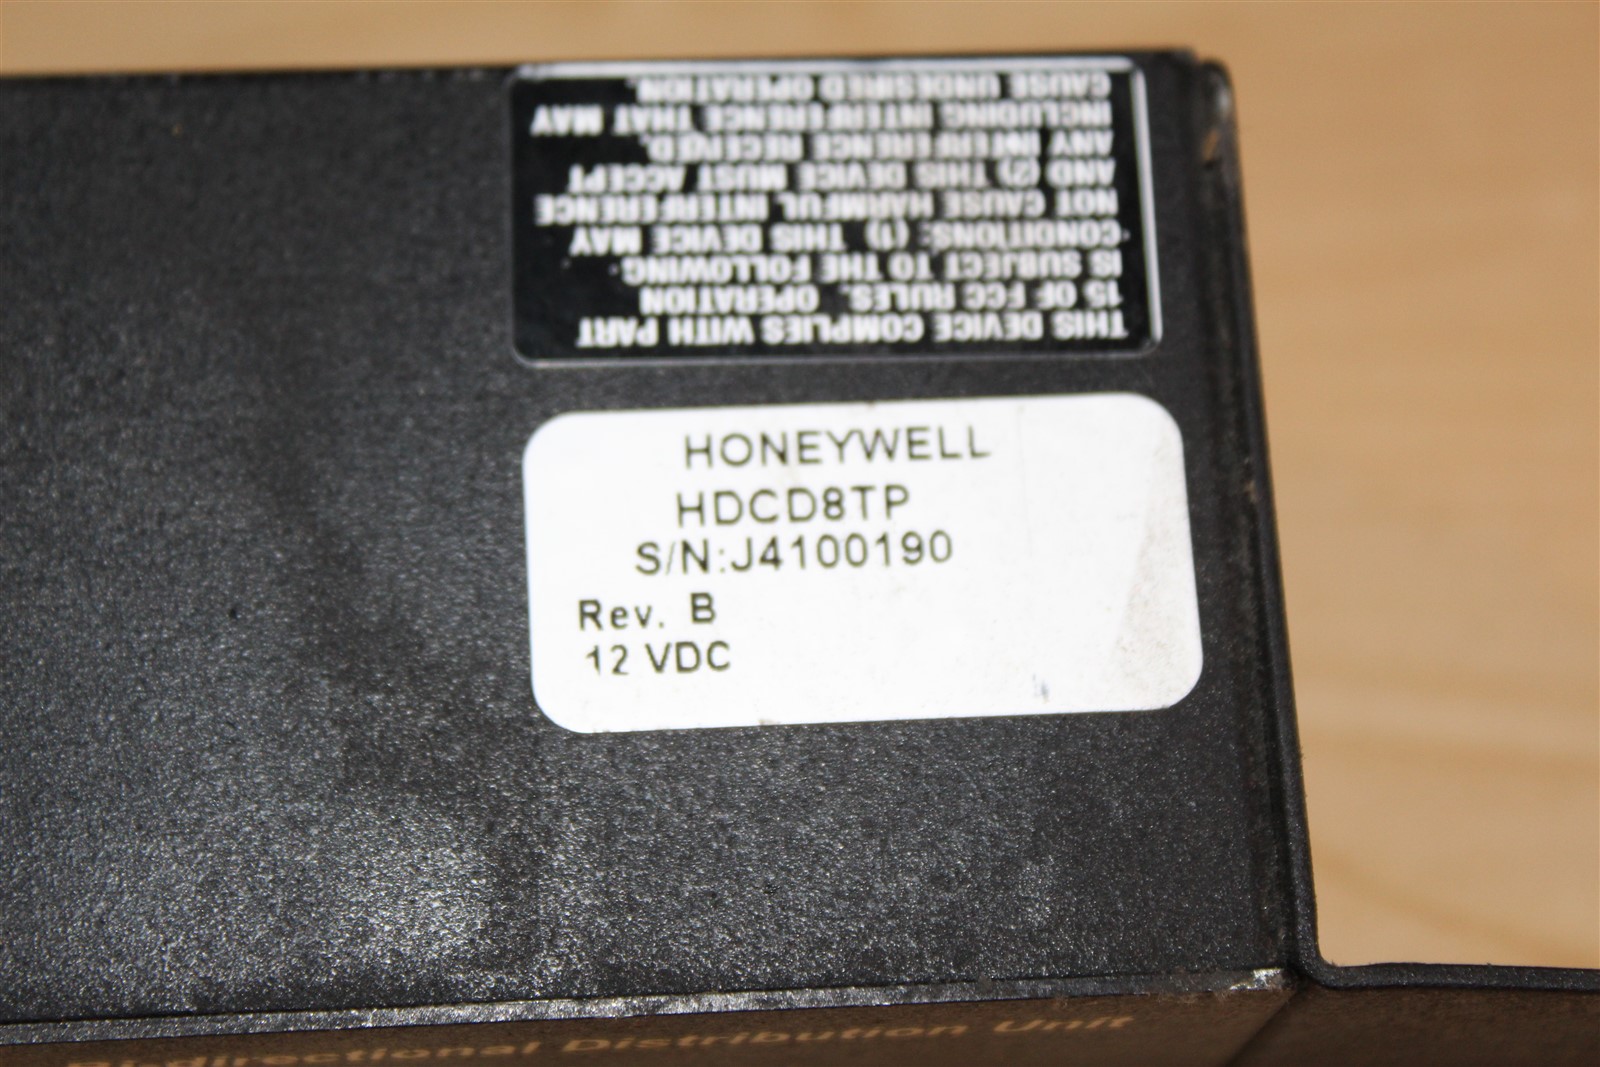 THIS DEVICE COMPLIES WITH PART
15 OF FCC RULES. OPERATION
IS SUBJECT TO THE FOLLOWING
CONDITIONS: (1) THIS DEVICE MAY
NOT CAUSE HARMFUL INTERFERENCE
AND (2) THIS DEVICE MUST ACCEPT
ANY INTERFERENCE RECEIVED,
INCLUDING INTERFERENCE THAT MAY
CAUSE UNDESIRED OPERATION.
HONEYWELL
HDCD8TP
S/N:J4100190
Rev. B
12 VDC
Bidirectional Distribution Unit